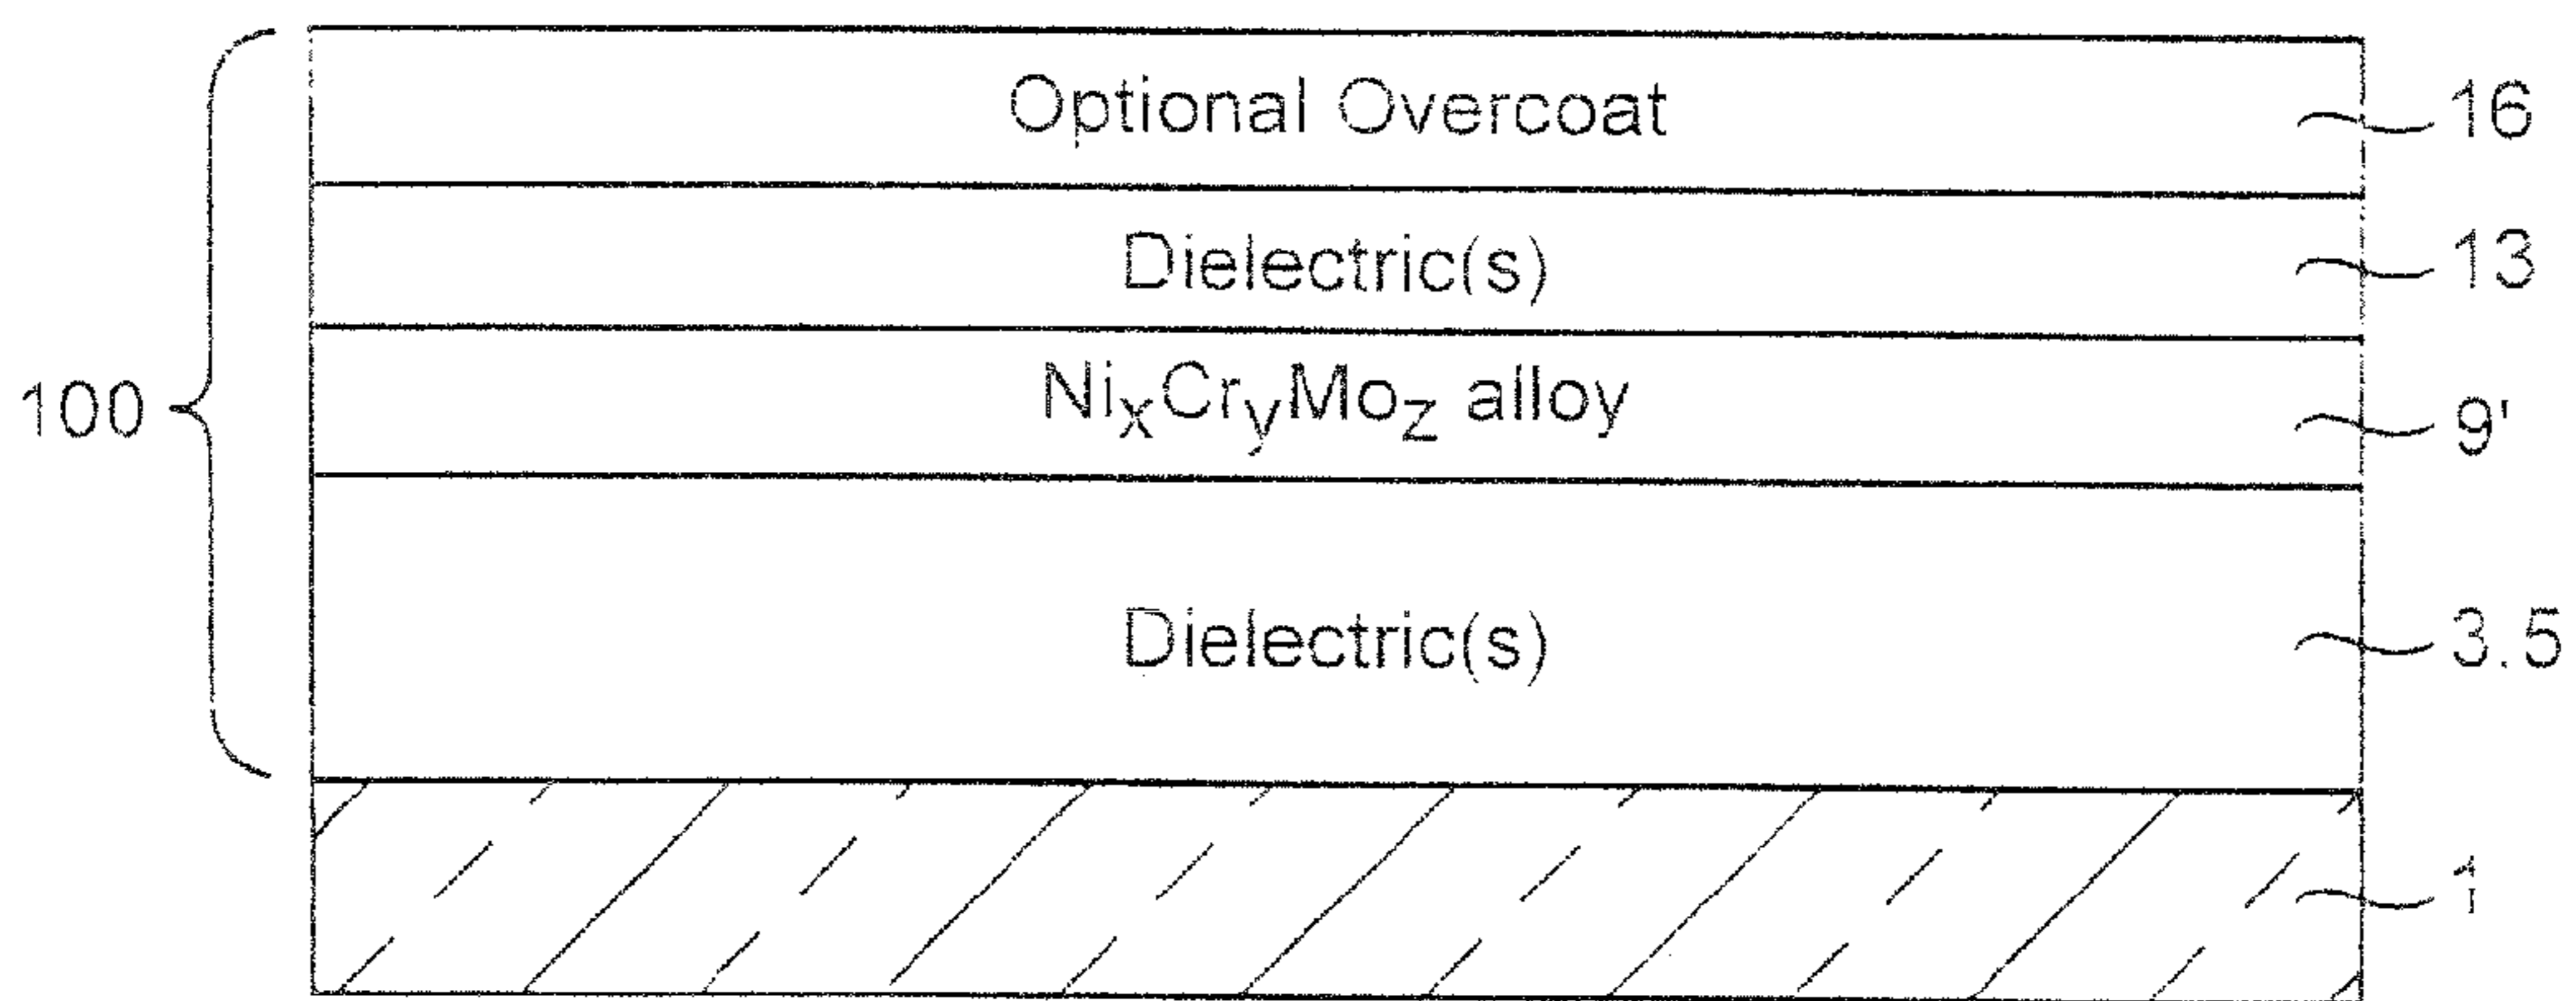 Optional Overcoat 16
Dielectric(s) 13
100 NixCryMoz alloy 9'
Dielectric(s) 3.5
1